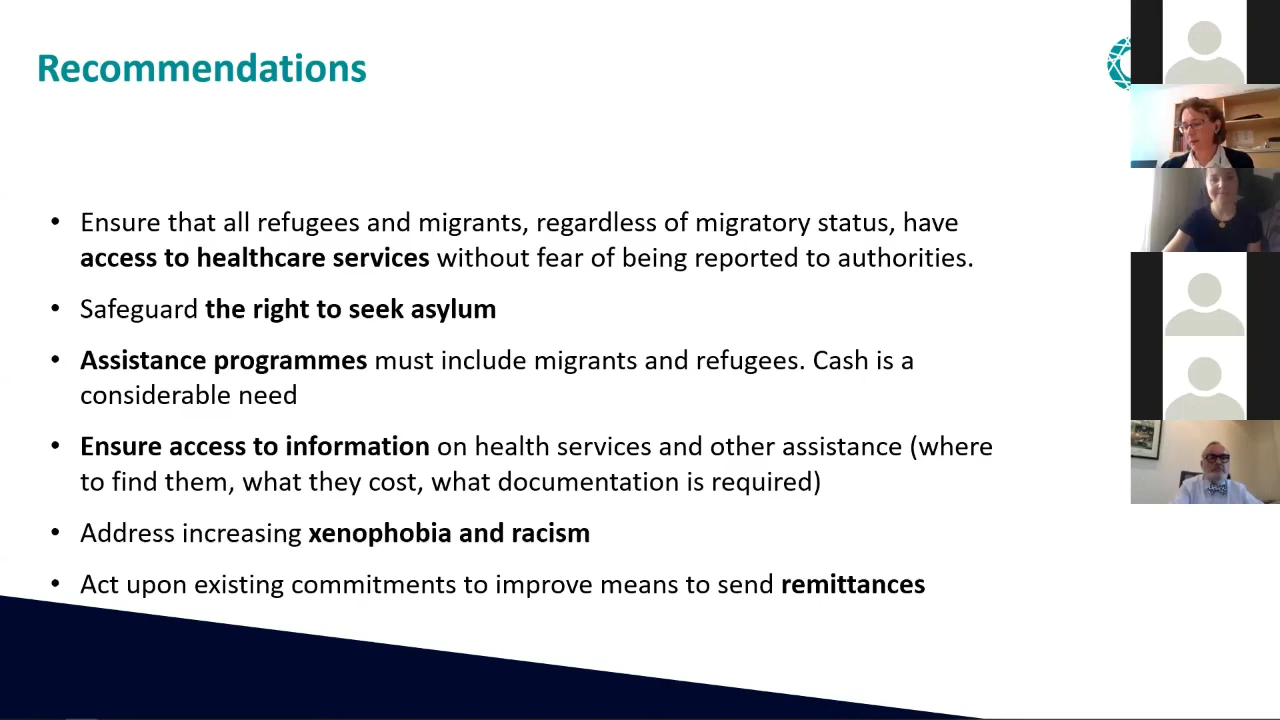 Recommendations
• Ensure that all refugees and migrants, regardless of migratory status, have
access to healthcare services without fear of being reported to authorities.
• Safeguard the right to seek asylum
• Assistance programmes must include migrants and refugees. Cash is a
considerable need
• Ensure access to information on health services and other assistance (where
to find them, what they cost, what documentation is required)
• Address increasing xenophobia and racism
• Act upon existing commitments to improve means to send remittances